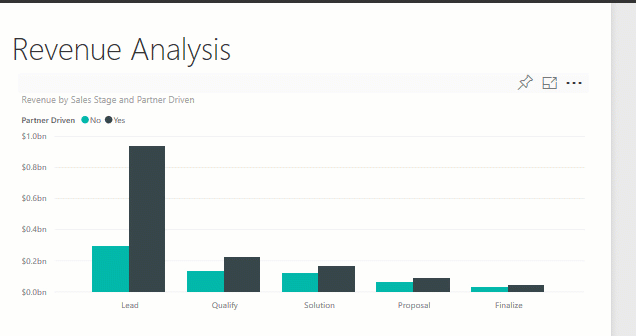 Revenue Analysis
Revenue by Sales Stage and Partner Driven
Partner Driven No Yes
$1.0bn
$0.8bn
$0.6bn
$0.4bn
$0.2bn
$0.0bn
Lead Qualify Solution Proposal Finalize